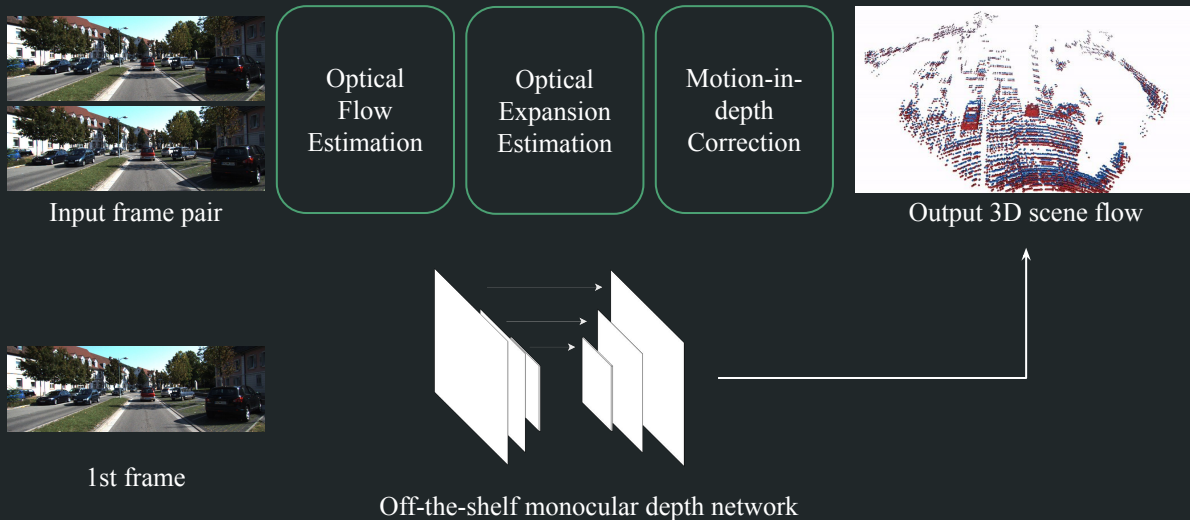 Optical
Flow
Estimation
Optical
Expansion
Estimation
Motion-in-
depth
Correction
Input frame pair
Output 3D scene flow
1st frame
Off-the-shelf monocular depth network